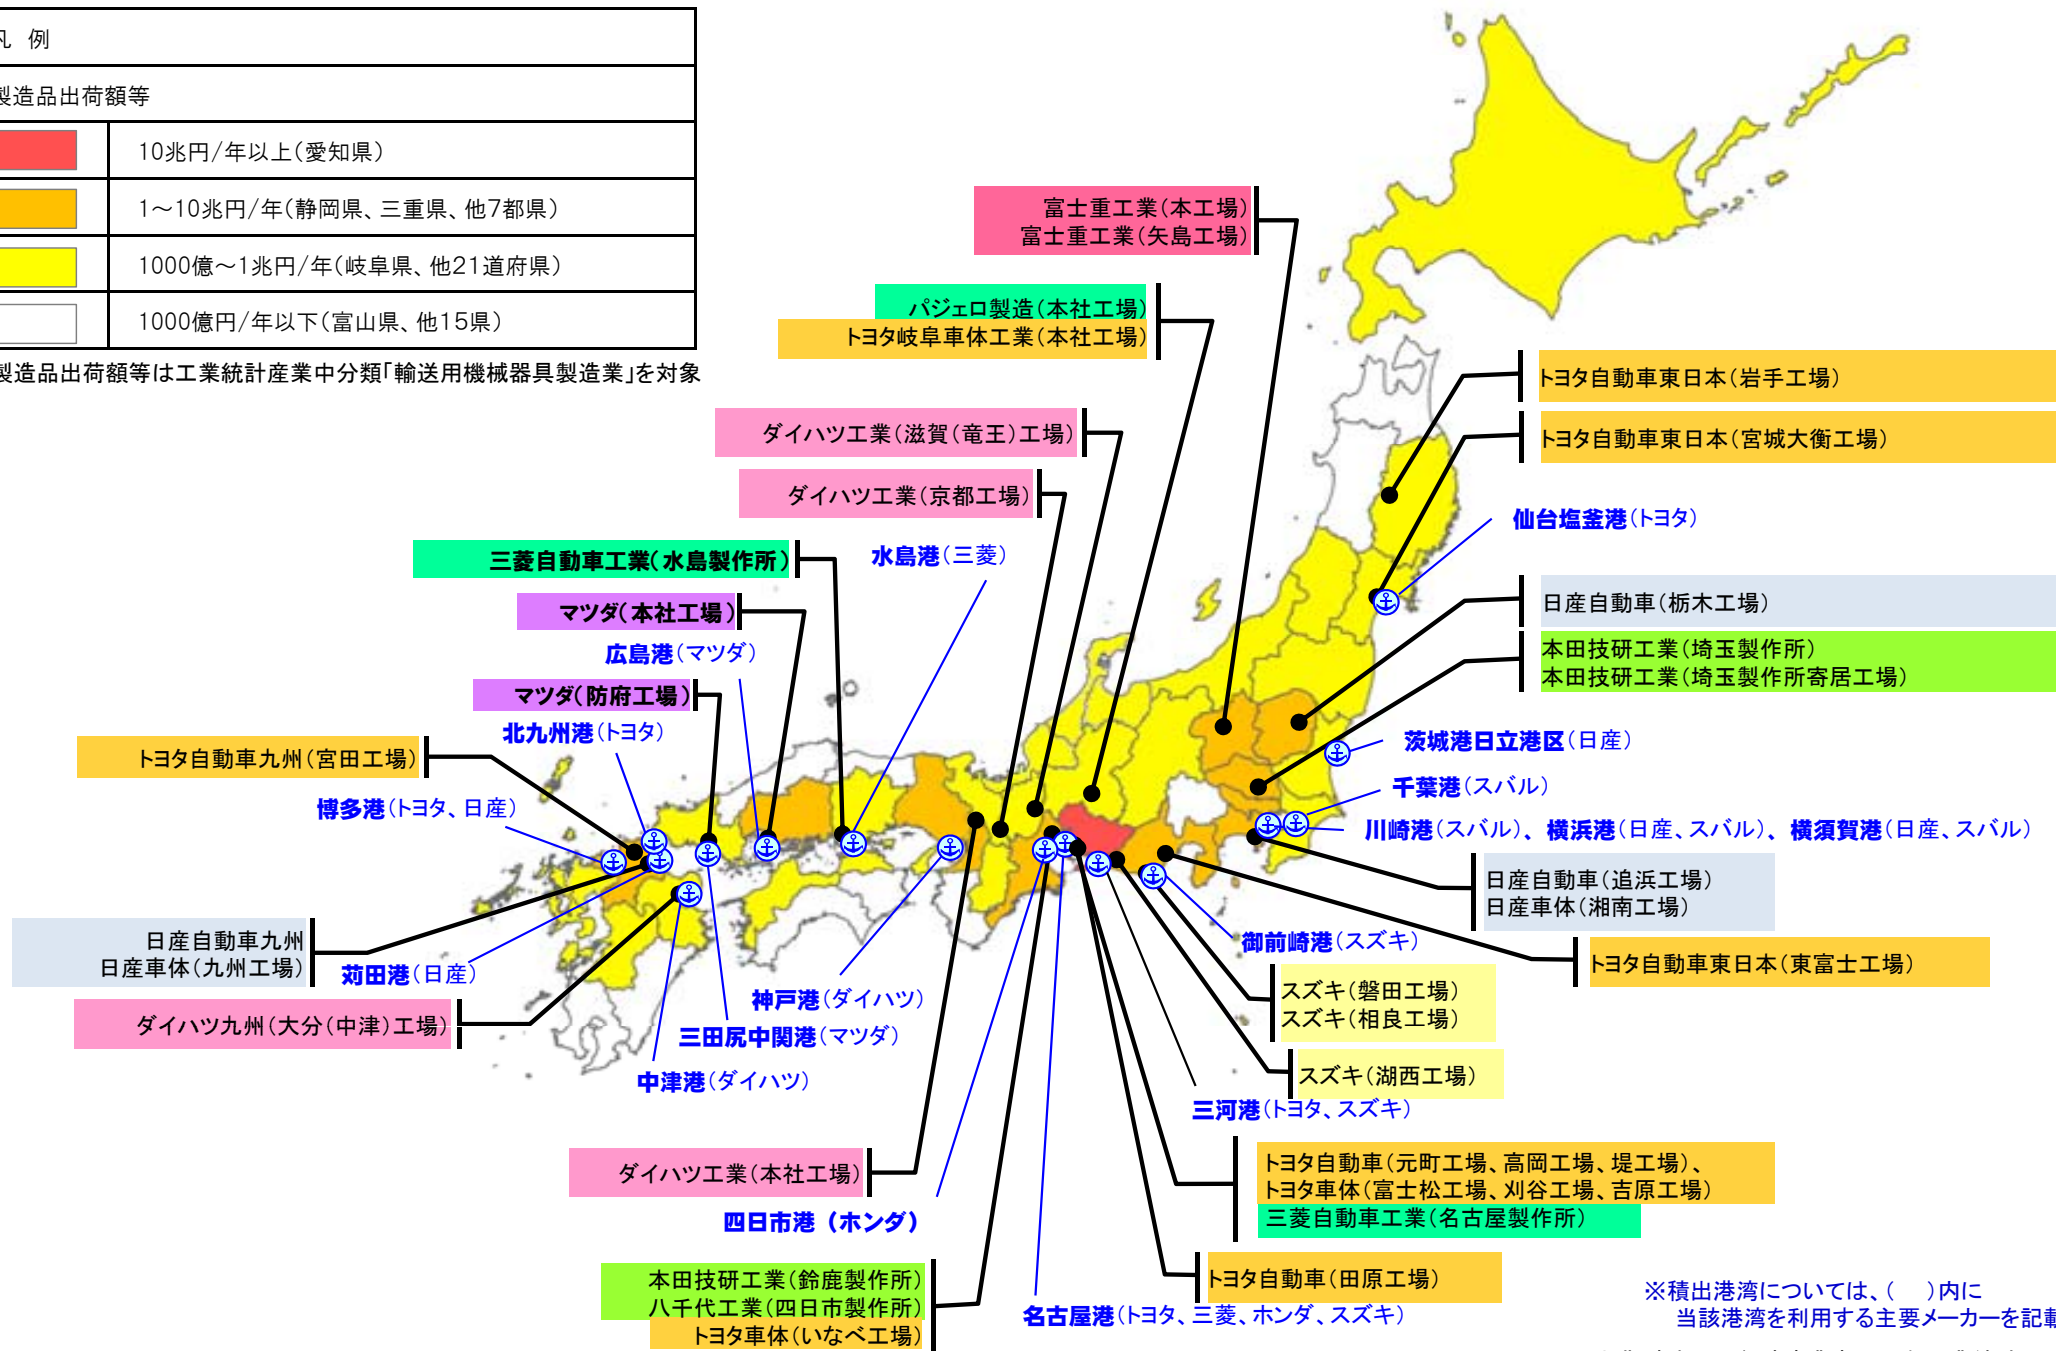 凡 例
製造品出荷額等
10兆円/年以上(愛知県)
1～10兆円/年(静岡県、三重県、他7都県)
1000億～1兆円/年(岐阜県、他21道府県)
1000億円/年以下(富山県、他15県)
製造品出荷額等は工業統計産業中分類「輸送用機械器具製造業」を対象
富士重工業(本工場)
富士重工業(矢島工場)
パジェロ製造(本社工場)
トヨタ岐阜車体工業(本社工場)
トヨタ自動車東日本(岩手工場)
トヨタ自動車東日本(宮城大衡工場)
ダイハツ工業(滋賀(竜王)工場)
ダイハツ工業(京都工場)
仙台塩釜港(トヨタ)
三菱自動車工業(水島製作所)
水島港(三菱)
マツダ(本社工場)
広島港(マツダ)
日産自動車(栃木工場)
本田技研工業(埼玉製作所)
本田技研工業(埼玉製作所寄居工場)
マツダ(防府工場)
北九州港(トヨタ)
トヨタ自動車九州(宮田工場)
博多港(トヨタ、日産)
茨城港日立港区(日産)
千葉港(スバル)
川崎港(スバル)、横浜港(日産、スバル)、横須賀港(日産、スバル)
日産自動車(追浜工場)
日産車体(湘南工場)
日産自動車九州
日産車体(九州工場)
苅田港(日産)
御前崎港(スズキ)
トヨタ自動車東日本(東富士工場)
神戸港(ダイハツ)
スズキ(磐田工場)
スズキ(相良工場)
ダイハツ九州(大分(中津)工場)
三田尻中関港(マツダ)
中津港(ダイハツ)
スズキ(湖西工場)
三河港(トヨタ、スズキ)
ダイハツ工業(本社工場)
四日市港(ホンダ)
トヨタ自動車(元町工場、高岡工場、堤工場)、
トヨタ車体(富士松工場、刈谷工場、吉原工場)
三菱自動車工業(名古屋製作所)
本田技研工業(鈴鹿製作所)
八千代工業(四日市製作所)
トヨタ車体(いなべ工場)
トヨタ自動車(田原工場)
名古屋港(トヨタ、三菱、ホンダ、スズキ)
※積出港湾については、( )内に
当該港湾を利用する主要メーカーを記載